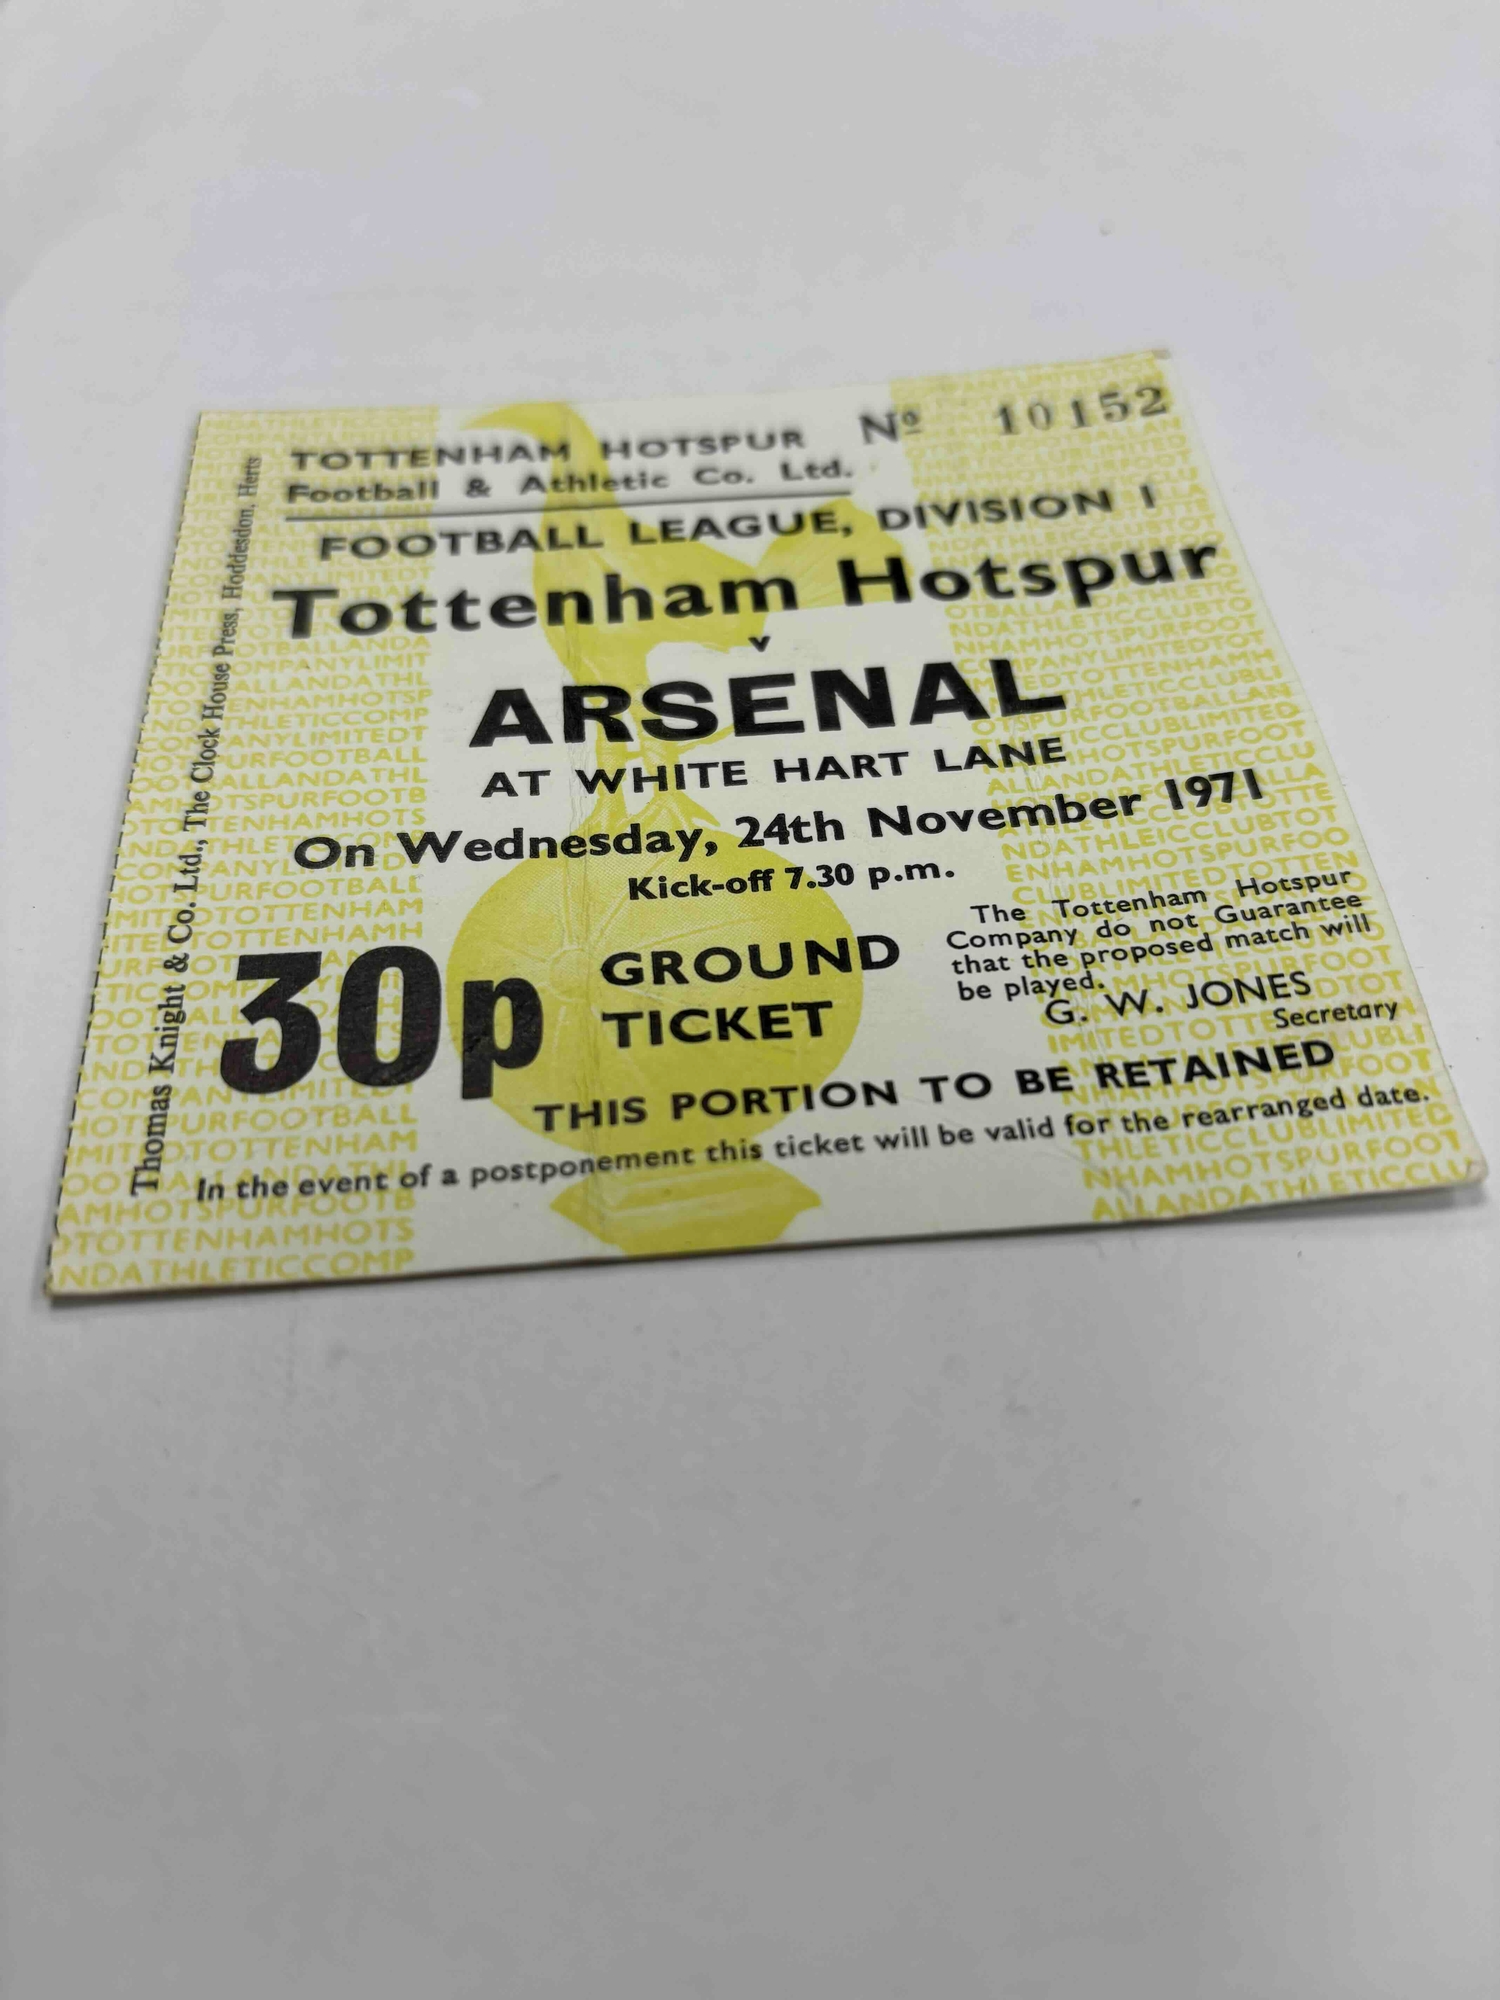 TOTTENHAM HOTSPUR
Football & Athletic Co. Ltd.
Nº 10152
FOOTBALL LEAGUE, DIVISION 1
Tottenham Hotspur
v
ARSENAL
AT WHITE HART LANE
On Wednesday, 24th November 1971
Kick-off 7.30 p.m.
30p
GROUND
TICKET
The Tottenham Hotspur
Company do not Guarantee
that the proposed match will
be played.
G. W. JONES
Secretary
THIS PORTION TO BE RETAINED
In the event of a postponement this ticket will be valid for the rearranged date.
Thomas Knight & Co. Ltd., The Clock House Press, Hoddesdon, Herts